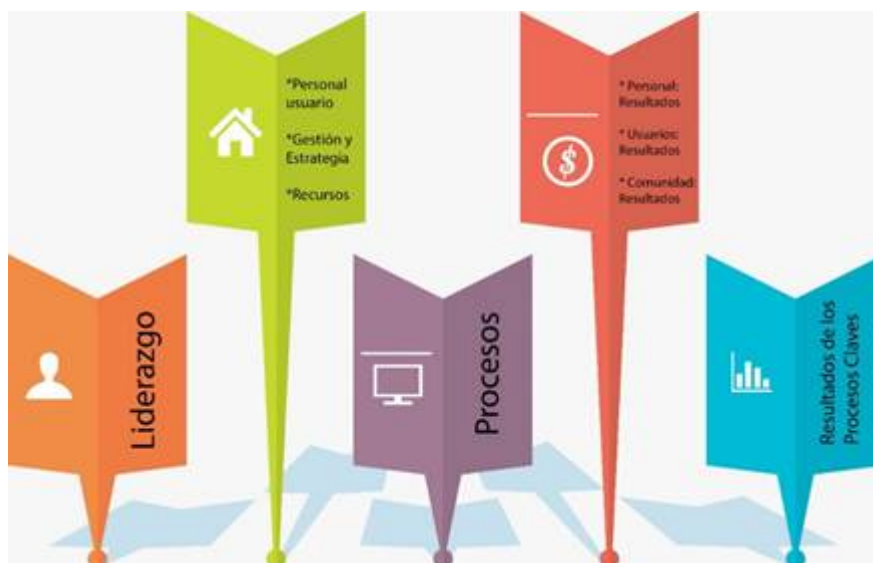 Liderazgo
*Personal
usuario
*Gestión y
Estrategia
*Recursos
Procesos
* Personal:
Resultados
* Usuarios:
Resultados
* Comunidad:
Resultados
Resultados de los
Procesos Claves